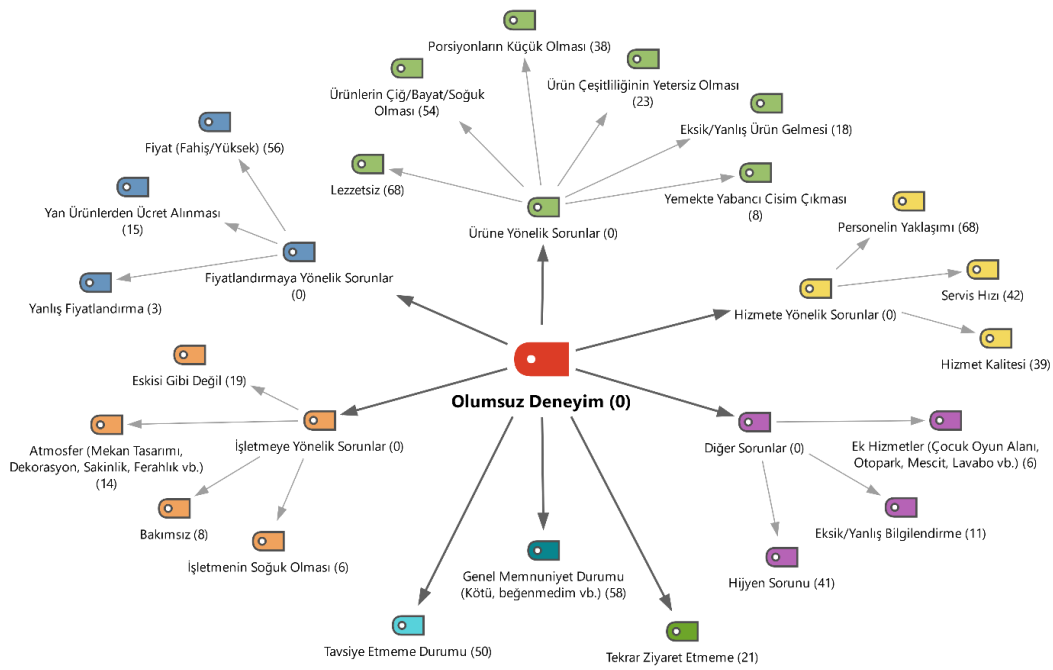 Porsiyonların Küçük Olması (38)
Ürün Çeşitliliğinin Yetersiz Olması
(23)
Ürünlerin Çiğ/Bayat/Soğuk
Olması (54)
Eksik/Yanlış Ürün Gelmesi (18)
Fiyat (Fahiş/Yüksek) (56)
Lezzetsiz (68)
Yemekte Yabancı Cisim Çıkması
(8)
Yan Ürünlerden Ücret Alınması
(15)
Ürüne Yönelik Sorunlar (0)
Personelin Yaklaşımı (68)
Fiyatlandırmaya Yönelik Sorunlar
(0)
Yanlış Fiyatlandırma (3)
Servis Hızı (42)
Hizmete Yönelik Sorunlar (0)
Hizmet Kalitesi (39)
Eskisi Gibi Değil (19)
Olumsuz Deneyim (0)
Atmosfer (Mekan Tasarımı,
Dekorasyon, Sakinlik, Ferahlık vb.)
(14)
İşletmeye Yönelik Sorunlar (0)
Diğer Sorunlar (0)
Ek Hizmetler (Çocuk Oyun Alanı,
Otopark, Mescit, Lavabo vb.) (6)
Bakımsız (8)
Eksik/Yanlış Bilgilendirme (11)
İşletmenin Soğuk Olması (6)
Genel Memnuniyet Durumu
(Kötü, beğenmedim vb.) (58)
Hijyen Sorunu (41)
Tavsiye Etmeme Durumu (50)
Tekrar Ziyaret Etmeme (21)